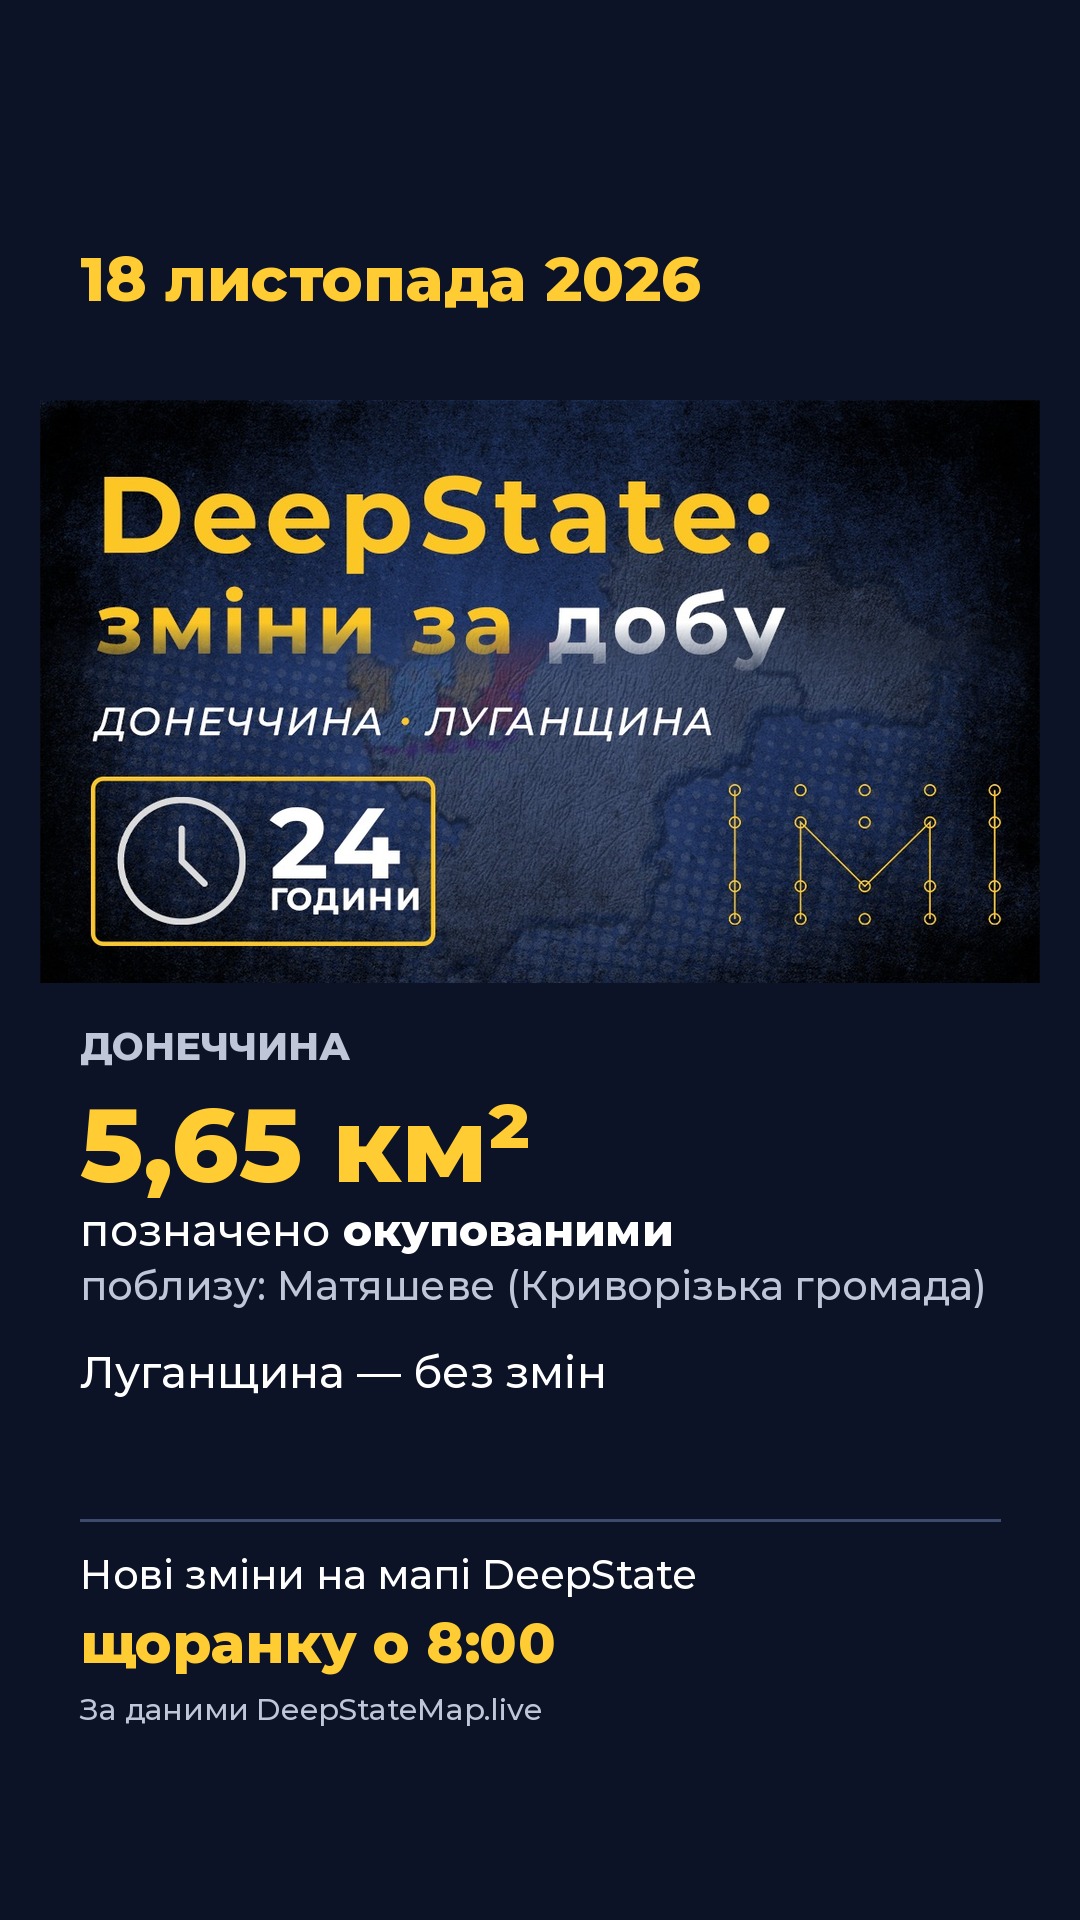 18 листопада 2026
DeepState:
зміни за добу
ДОНЕЧЧИНА • ЛУГАНЩИНА
24
години
ІМІ
ДОНЕЧЧИНА
5,65 км²
позначено окупованими
поблизу: Матяшеве (Криворізька громада)
Луганщина — без змін
Нові зміни на мапі DeepState
щоранку о 8:00
За даними DeepStateMap.live